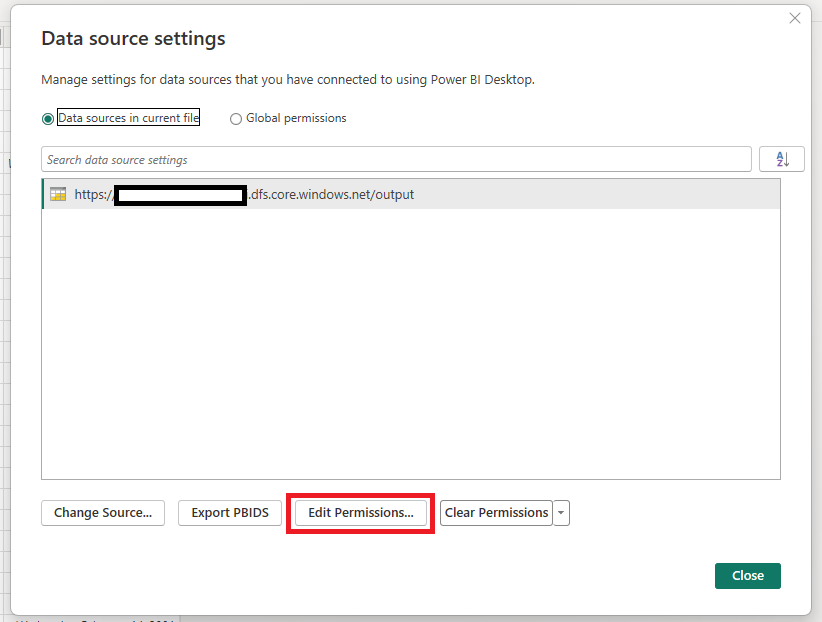 Data source settings
Manage settings for data sources that you have connected to using Power BI Desktop.
Data sources in current file Global permissions
Search data source settings
A
Z
https:/ .dfs.core.windows.net/output
Change Source... Export PBIDS Edit Permissions... Clear Permissions
Close